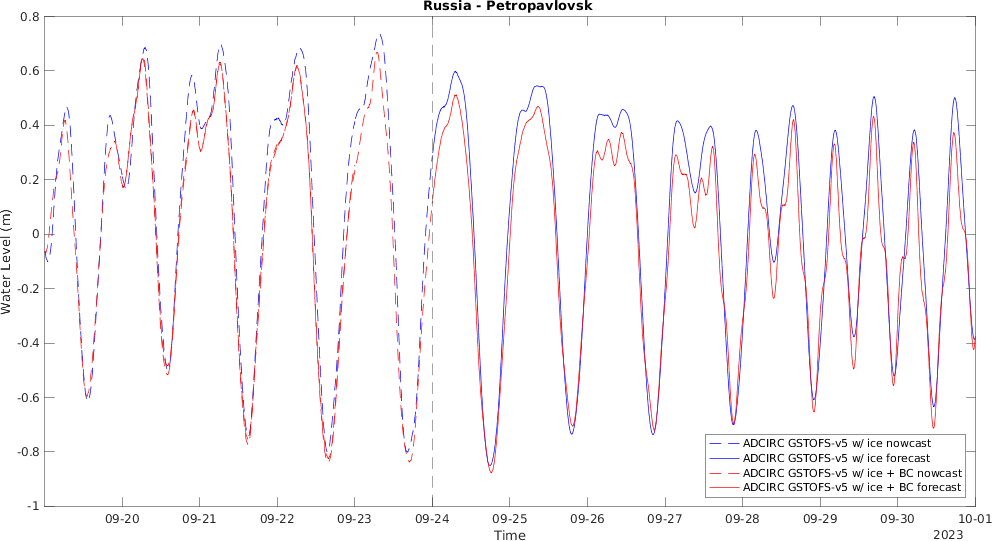 Russia - Petropavlovsk
0.8
0.6
0.4
0.2
0
-0.2
-0.4
-0.6
-0.8
-1
Water Level (m)
ADCIRC GSTOFS-v5 w/ ice nowcast
ADCIRC GSTOFS-v5 w/ ice forecast
ADCIRC GSTOFS-v5 w/ ice + BC nowcast
ADCIRC GSTOFS-v5 w/ ice + BC forecast
09-20 09-21 09-22 09-23 09-24 09-25 09-26 09-27 09-28 09-29 09-30 10-01
Time 2023